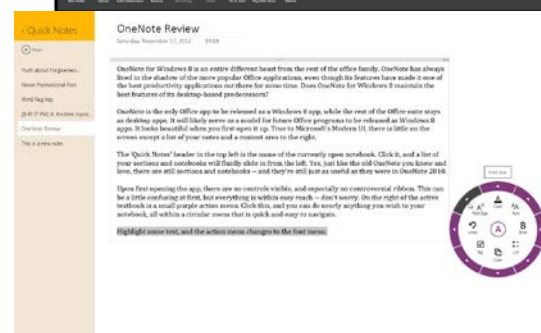 ‹ Quick Notes
OneNote Review
Saturday, November 17, 2012
Truth about Forgiveness...
Never Promotional Post
Win8 Reg Key
OneNote Review
This is a new note.
OneNote for Windows 8 is an entire different beast from the rest of the office family. OneNote has always
lived in the shadow of the more popular Office applications, even though its features have made it one of
the best productivity applications out there for some time. Does OneNote for Windows 8 maintain the
best features of its desktop-based predecessors?
OneNote is the only Office app to be released as a Windows 8 app, while the rest of the Office suite stays
as desktop apps. It will likely serve as a model for future Office programs to be released as Windows 8
apps. It looks beautiful when you first open it up. True to Microsoft's Modern UI, there is little on the
screen except a list of your notes and a content area to the right.
The 'Quick Notes' header in the top left is the name of the currently open notebook. Click it, and a list of
your sections and notebooks will fluidly slide in from the left. Yes, just like the old OneNote you know and
love, there are still sections and notebooks – and they're still just as useful as they were in OneNote 2010.
Upon first opening the app, there are no controls visible, and especially no controversial ribbon. This can
be a little confusing at first, but everything is within easy reach – don't worry. On the right of the active
textbook is a small purple action menu. Click this, and you can do nearly anything you wish to your
notebook, all within a circular menu that is quick and easy to navigate.
Highlight some text, and the action menu changes to the font menu.
A
Bold
Undo
List
Tag
Copy